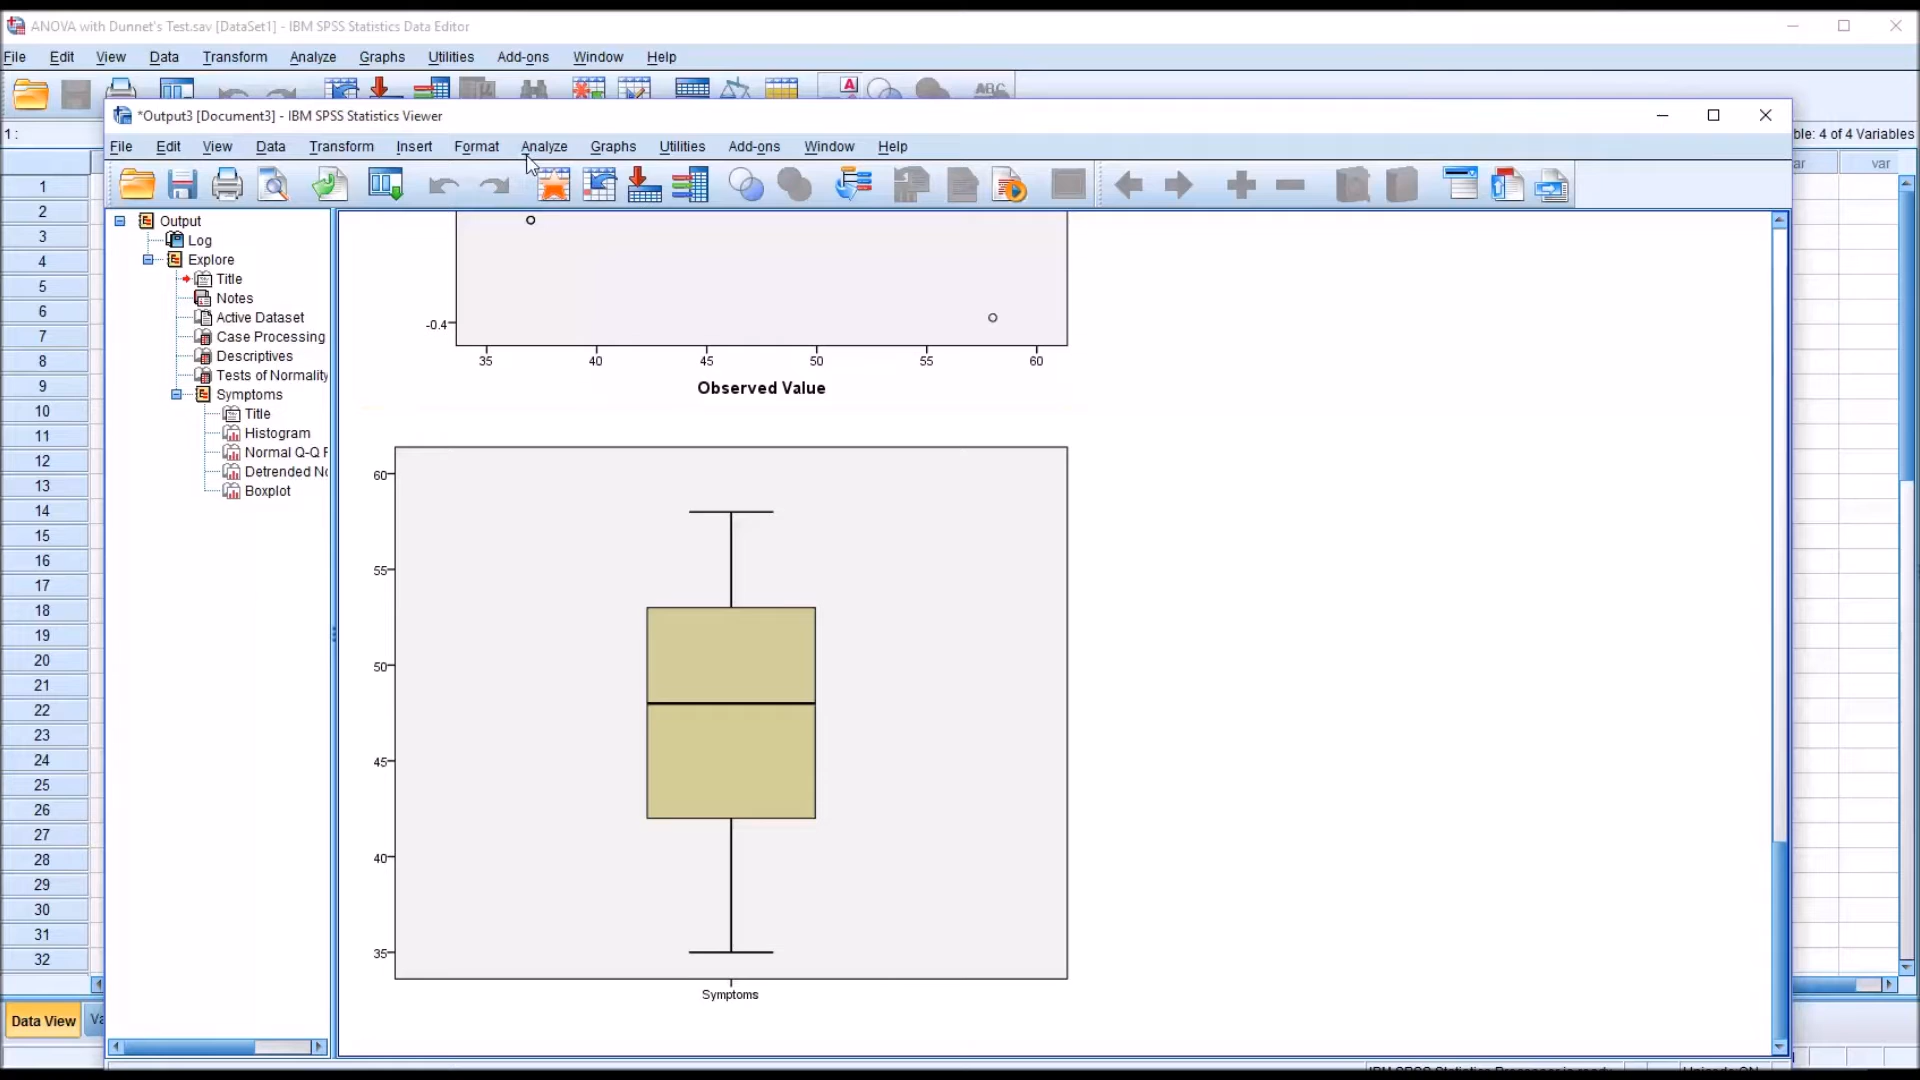 ANOVA with Dunnet's Test.sav [DataSet1] - IBM SPSS Statistics Data Editor
File Edit View Data Transform Analyze Graphs Utilities Add-ons Window Help
A ABC
*Output3 [Document3] - IBM SPSS Statistics Viewer
1 :
ble: 4 of 4 Variables
File Edit View Data Transform Insert Format Analyze Graphs Utilities Add-ons Window Help
ar var
1
2
3
4
5
6
7
8
9
10
11
12
13
14
15
16
17
18
19
20
21
22
23
24
25
26
27
28
29
30
31
32
Output
Log
Explore
Title
Notes
Active Dataset
Case Processing
Descriptives
Tests of Normality
Symptoms
Title
Histogram
Normal Q-Q
Detrended
Boxplot
-0.4
35 40 45 50 55 60
Observed Value
60
55
50
45
40
35
Symptoms
Data View Va